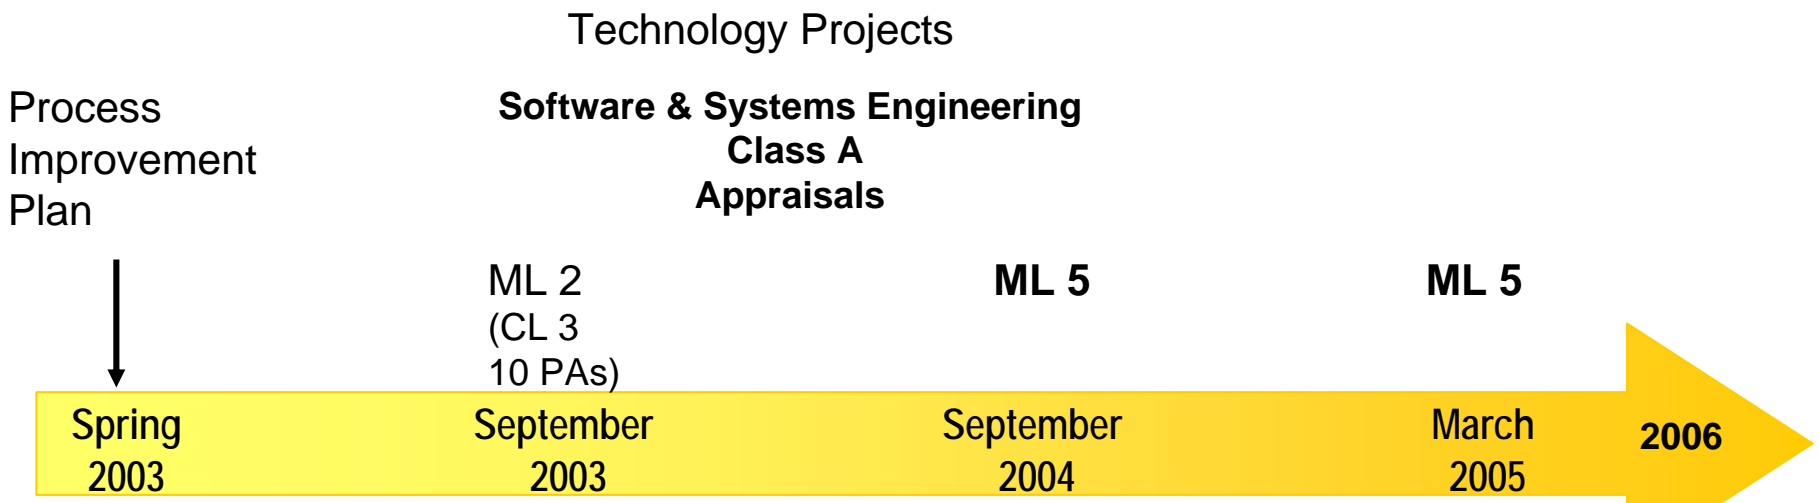 Technology Projects
Process
Improvement
Plan
Software & Systems Engineering
Class A
Appraisals
ML 2
(CL 3
10 PAs)
ML 5
ML 5
Spring
2003
September
2003
September
2004
March
2005
2006